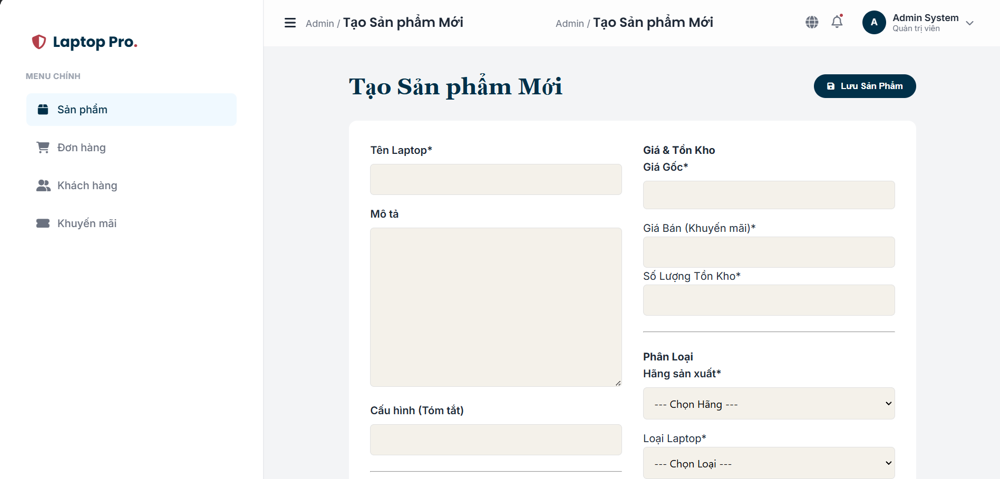 Laptop Pro.
MENU CHÍNH
Sản phẩm
Đơn hàng
Khách hàng
Khuyến mãi
Admin / Tạo Sản phẩm Mới
Admin / Tạo Sản phẩm Mới
A
Admin System
Quản trị viên
Tạo Sản phẩm Mới
Lưu Sản Phẩm
Tên Laptop*
Mô tả
Cấu hình (Tóm tắt)
Giá & Tồn Kho
Giá Gốc*
Giá Bán (Khuyến mãi)*
Số Lượng Tồn Kho*
Phân Loại
Hãng sản xuất*
--- Chọn Hãng ---
Loại Laptop*
--- Chọn Loại ---